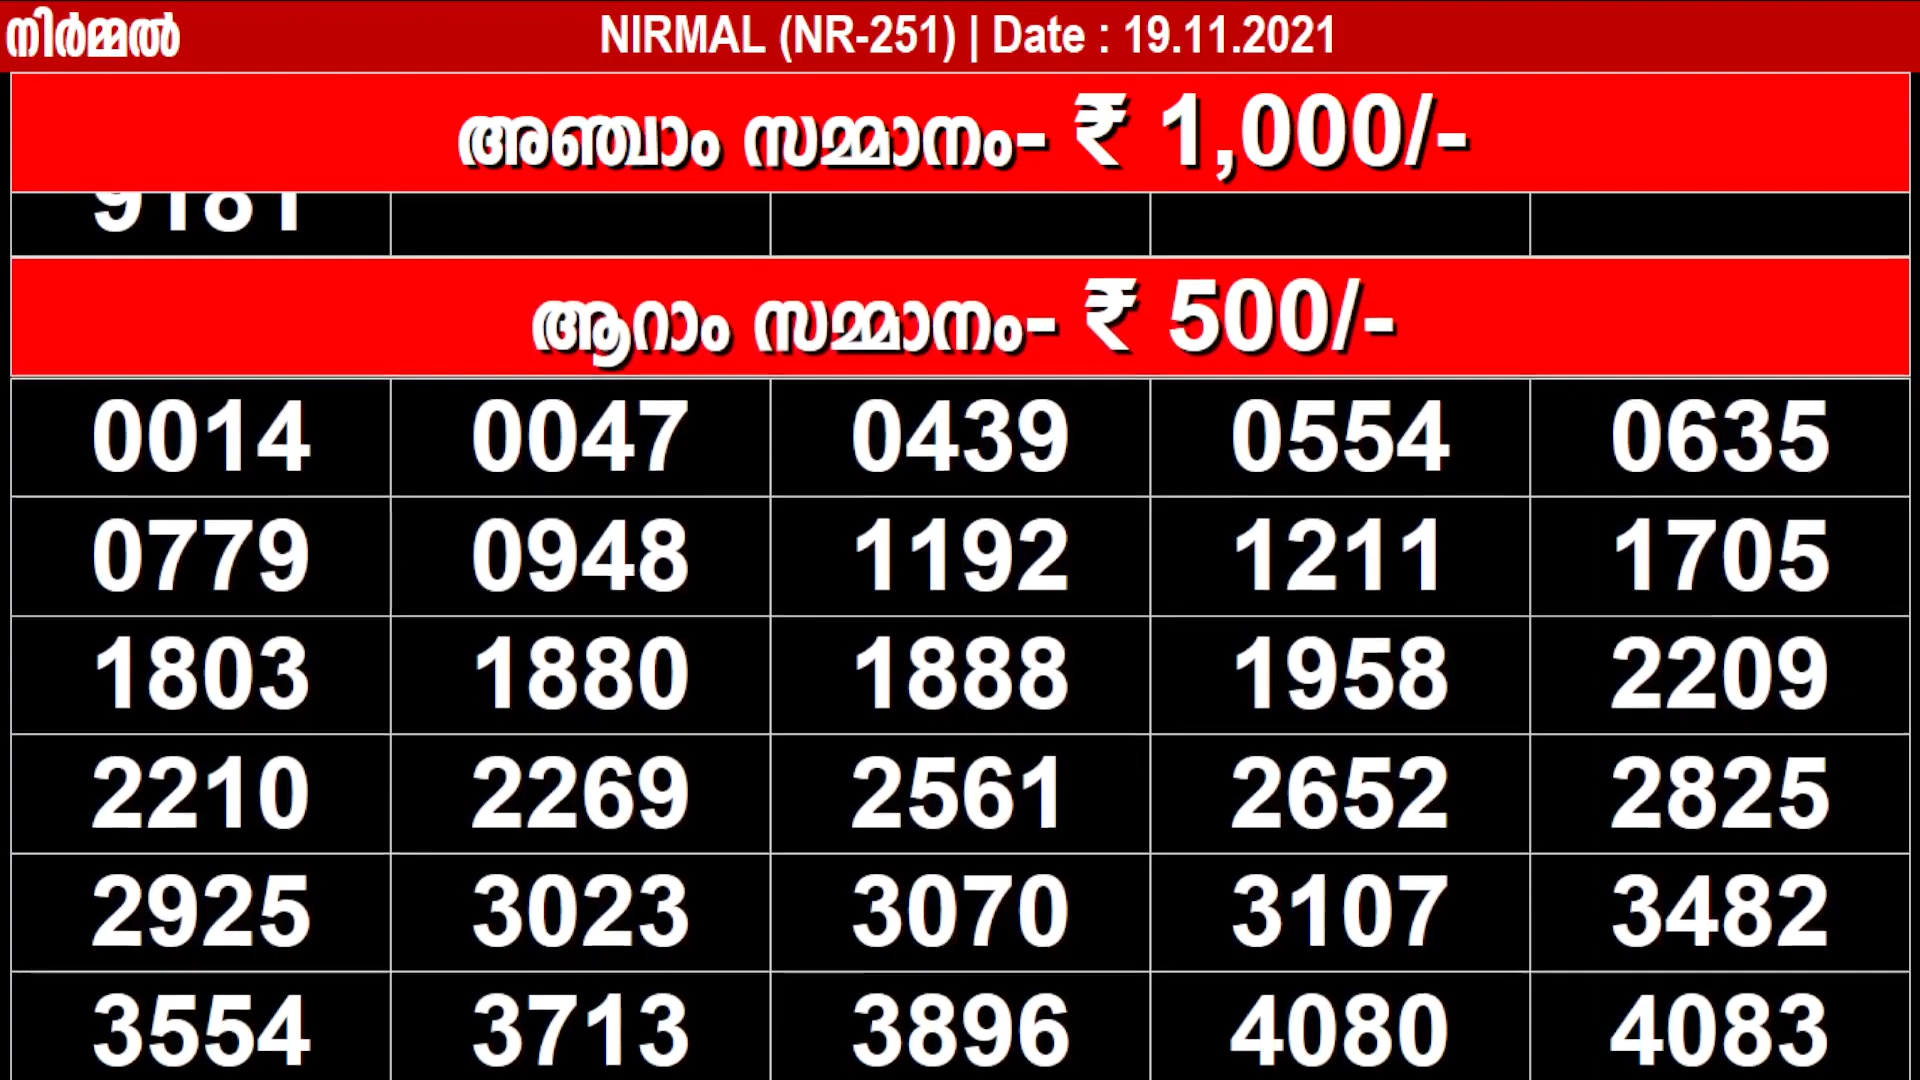 നിർമ്മൽ NIRMAL (NR-251) | Date : 19.11.2021
അഞ്ചാം സമ്മാനം- ₹ 1,000/-
9181
ആറാം സമ്മാനം- ₹ 500/-
0014 0047 0439 0554 0635
0779 0948 1192 1211 1705
1803 1880 1888 1958 2209
2210 2269 2561 2652 2825
2925 3023 3070 3107 3482
3554 3713 3896 4080 4083